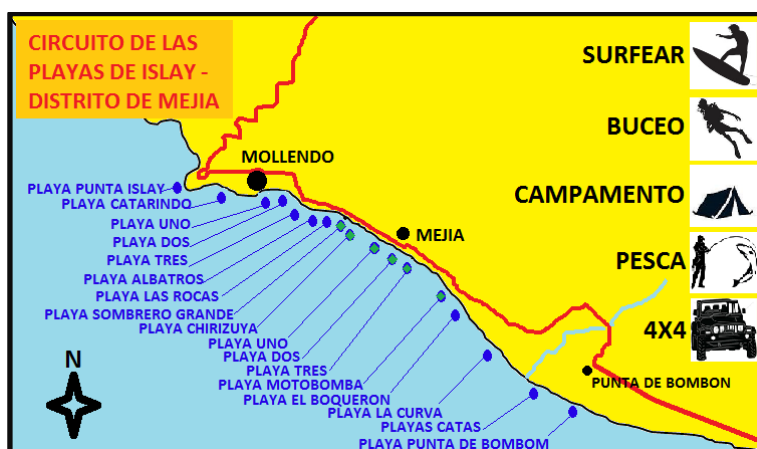 CIRCUITO DE LAS
PLAYAS DE ISLAY -
DISTRITO DE MEJIA
SURFEAR
BUCEO
CAMPAMENTO
PESCA
4X4
MOLLENDO
MEJIA
PUNTA DE BOMBON
PLAYA PUNTA ISLAY
PLAYA CATARINDO
PLAYA UNO
PLAYA DOS
PLAYA TRES
PLAYA ALBATROS
PLAYA LAS ROCAS
PLAYA SOMBRERO GRANDE
PLAYA CHIRIZUYA
PLAYA UNO
PLAYA DOS
PLAYA TRES
PLAYA MOTOBOMBA
PLAYA EL BOQUERON
PLAYA LA CURVA
PLAYAS CATAS
PLAYA PUNTA DE BOMBOM
N